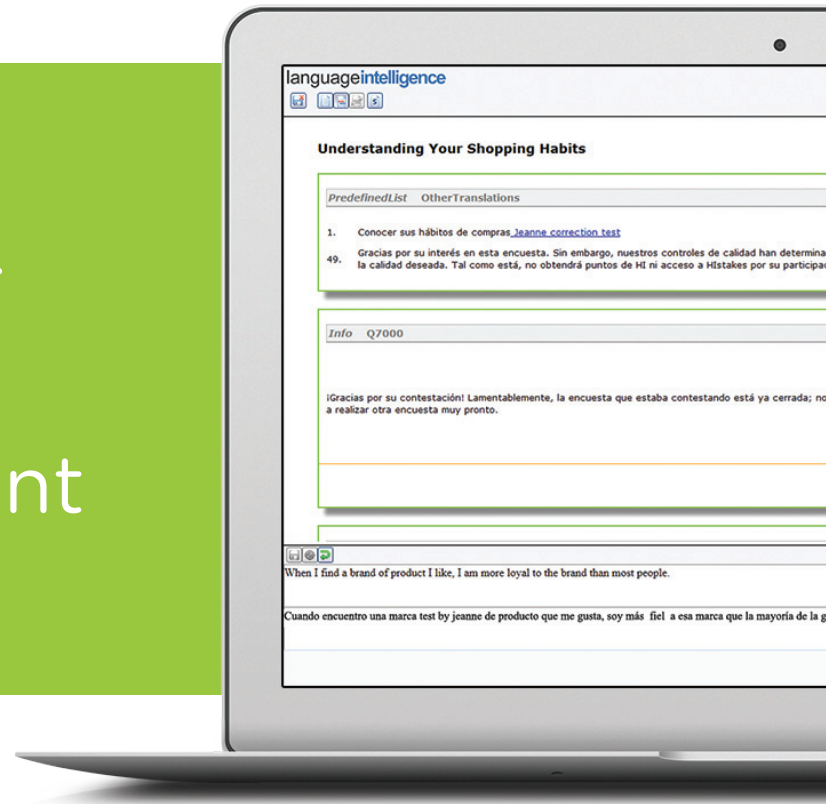 nt
languageintelligence
Understanding Your Shopping Habits
PredefinedList OtherTranslations
1. Conocer sus hábitos de compras Jeanne correction test
49. Gracias por su interés en esta encuesta. Sin embargo, nuestros controles de calidad han determina
la calidad deseada. Tal como está, no obtendrá puntos de HI ni acceso a HIstakes por su participac
Info Q7000
¡Gracias por su contestación! Lamentablemente, la encuesta que estaba contestando está ya cerrada; no
a realizar otra encuesta muy pronto.
When I find a brand of product I like, I am more loyal to the brand than most people.
Cuando encuentro una marca test by jeanne de producto que me gusta, soy más fiel a esa marca que la mayoría de la g